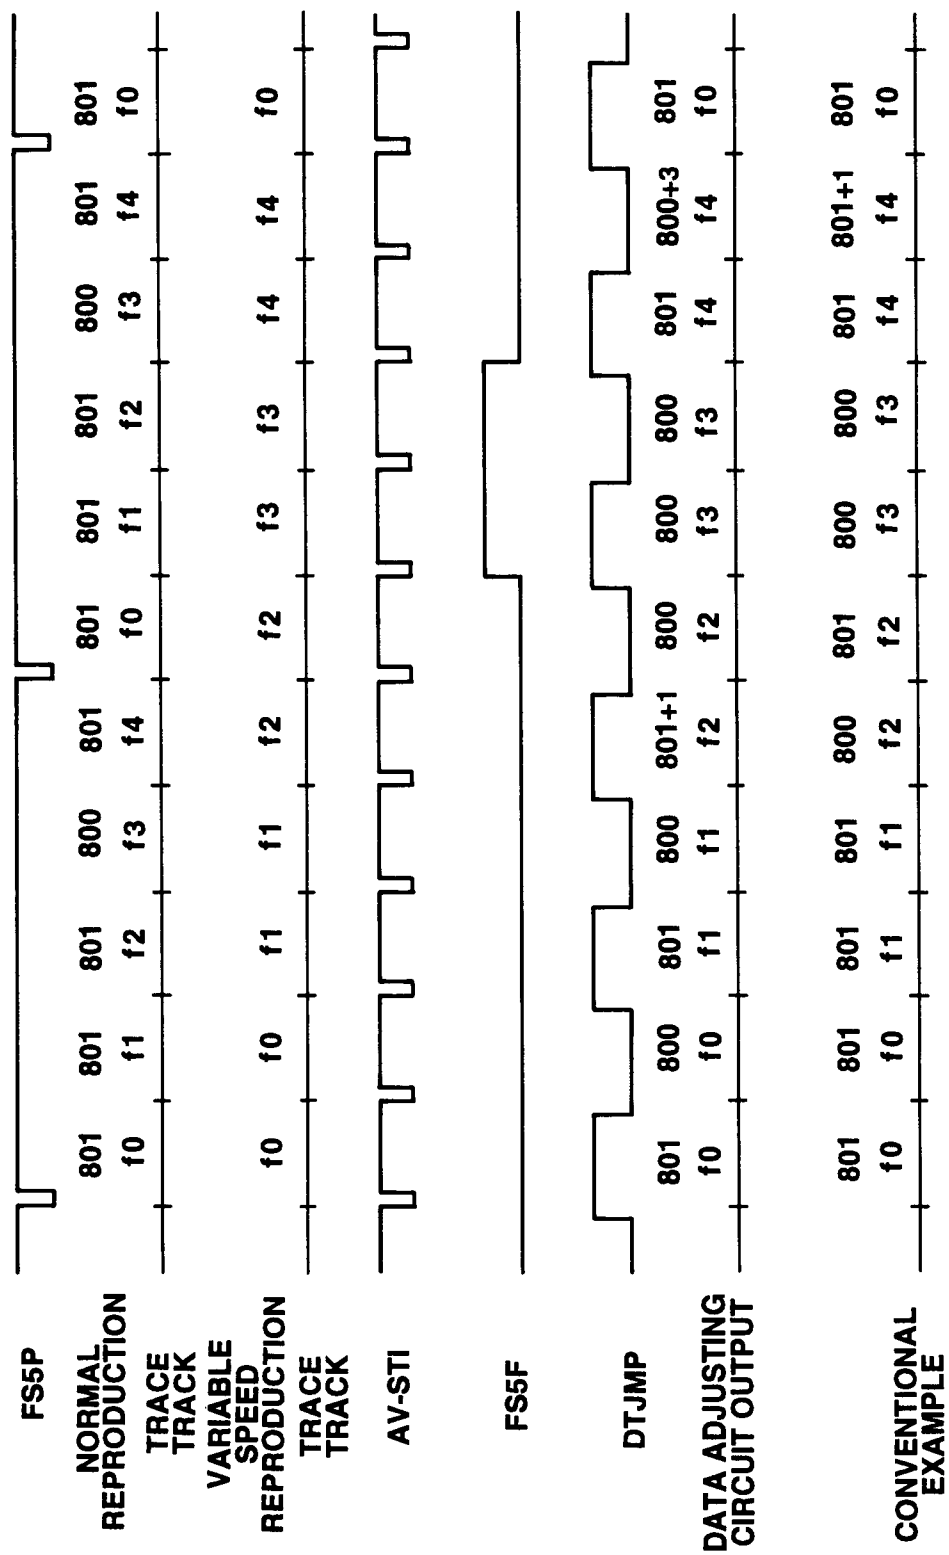 FS5P
NORMAL
REPRODUCTION
801 801 801 800 801 801 801 801 800 801 801
f0 f1 f2 f3 f4 f0 f1 f2 f3 f4 f0
TRACE
TRACK
VARIABLE
SPEED
REPRODUCTION
f0 f0 f1 f1 f2 f2 f3 f3 f4 f4 f0
TRACE
TRACK
AV-STI
FS5F
DTJMP
801 800 801 800 801+1 800 800 800 801 800+3 801
DATA ADJUSTING
CIRCUIT OUTPUT
f0 f0 f1 f1 f2 f2 f3 f3 f4 f4 f0
801 801 801 801 800 801 800 800 801 801+1 801
CONVENTIONAL
EXAMPLE
f0 f0 f1 f1 f2 f2 f3 f3 f4 f4 f0